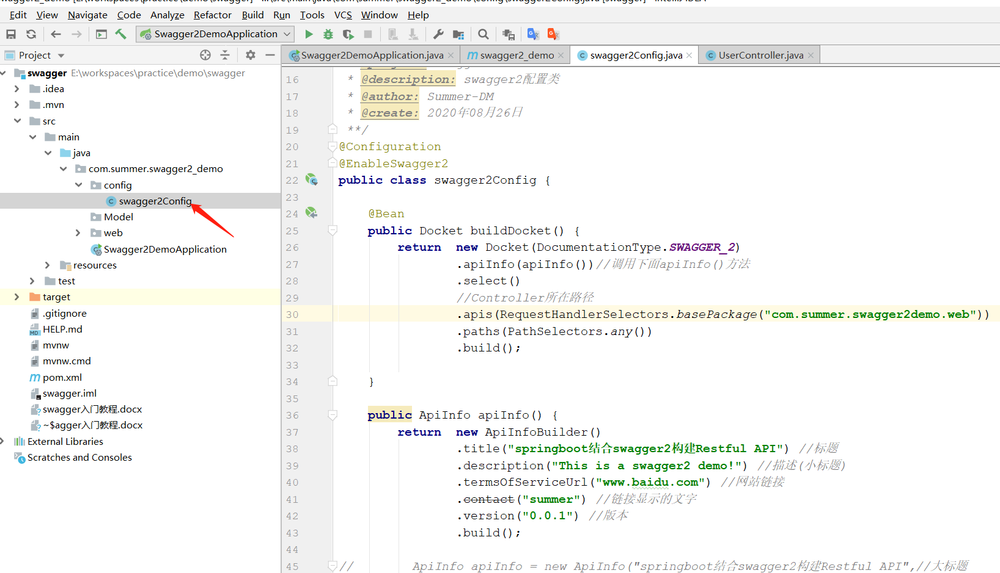 Edit View Navigate Code Analyze Refactor Build Run Tools VCS Window Help
Swagger2DemoApplication
Project
Swagger2DemoApplication.java swagger2_demo swagger2Config.java UserController.java
swagger E:\workspaces\practice\demo\swagger
.idea
.mvn
src
main
java
com.summer.swagger2_demo
config
swagger2Config
Model
web
Swagger2DemoApplication
resources
test
target
.gitignore
HELP.md
mvnw
mvnw.cmd
pom.xml
swagger.iml
swagger入门教程.docx
~$agger入门教程.docx
External Libraries
Scratches and Consoles
16 * @description: swagger2配置类
17 * @author: Summer-DM
18 * @create: 2020年08月26日
19 **/
20 @Configuration
21 @EnableSwagger2
22 public class swagger2Config {
23
24 @Bean
25 public Docket buildDocket() {
26 return new Docket(DocumentationType.SWAGGER_2)
27 .apiInfo(apiInfo())//调用下面apiInfo()方法
28 .select()
29 //Controller所在路径
30 .apis(RequestHandlerSelectors.basePackage("com.summer.swagger2demo.web"))
31 .paths(PathSelectors.any())
32 .build();
33
34 }
35
36 public ApiInfo apiInfo() {
37 return new ApiInfoBuilder()
38 .title("springboot结合swagger2构建Restful API") //标题
39 .description("This is a swagger2 demo!") //描述(小标题)
40 .termsOfServiceUrl("www.baidu.com") //网站链接
41 .contact("summer") //链接显示的文字
42 .version("0.0.1") //版本
43 .build();
44
45 // ApiInfo apiInfo = new ApiInfo("springboot结合swagger2构建Restful API",//大标题